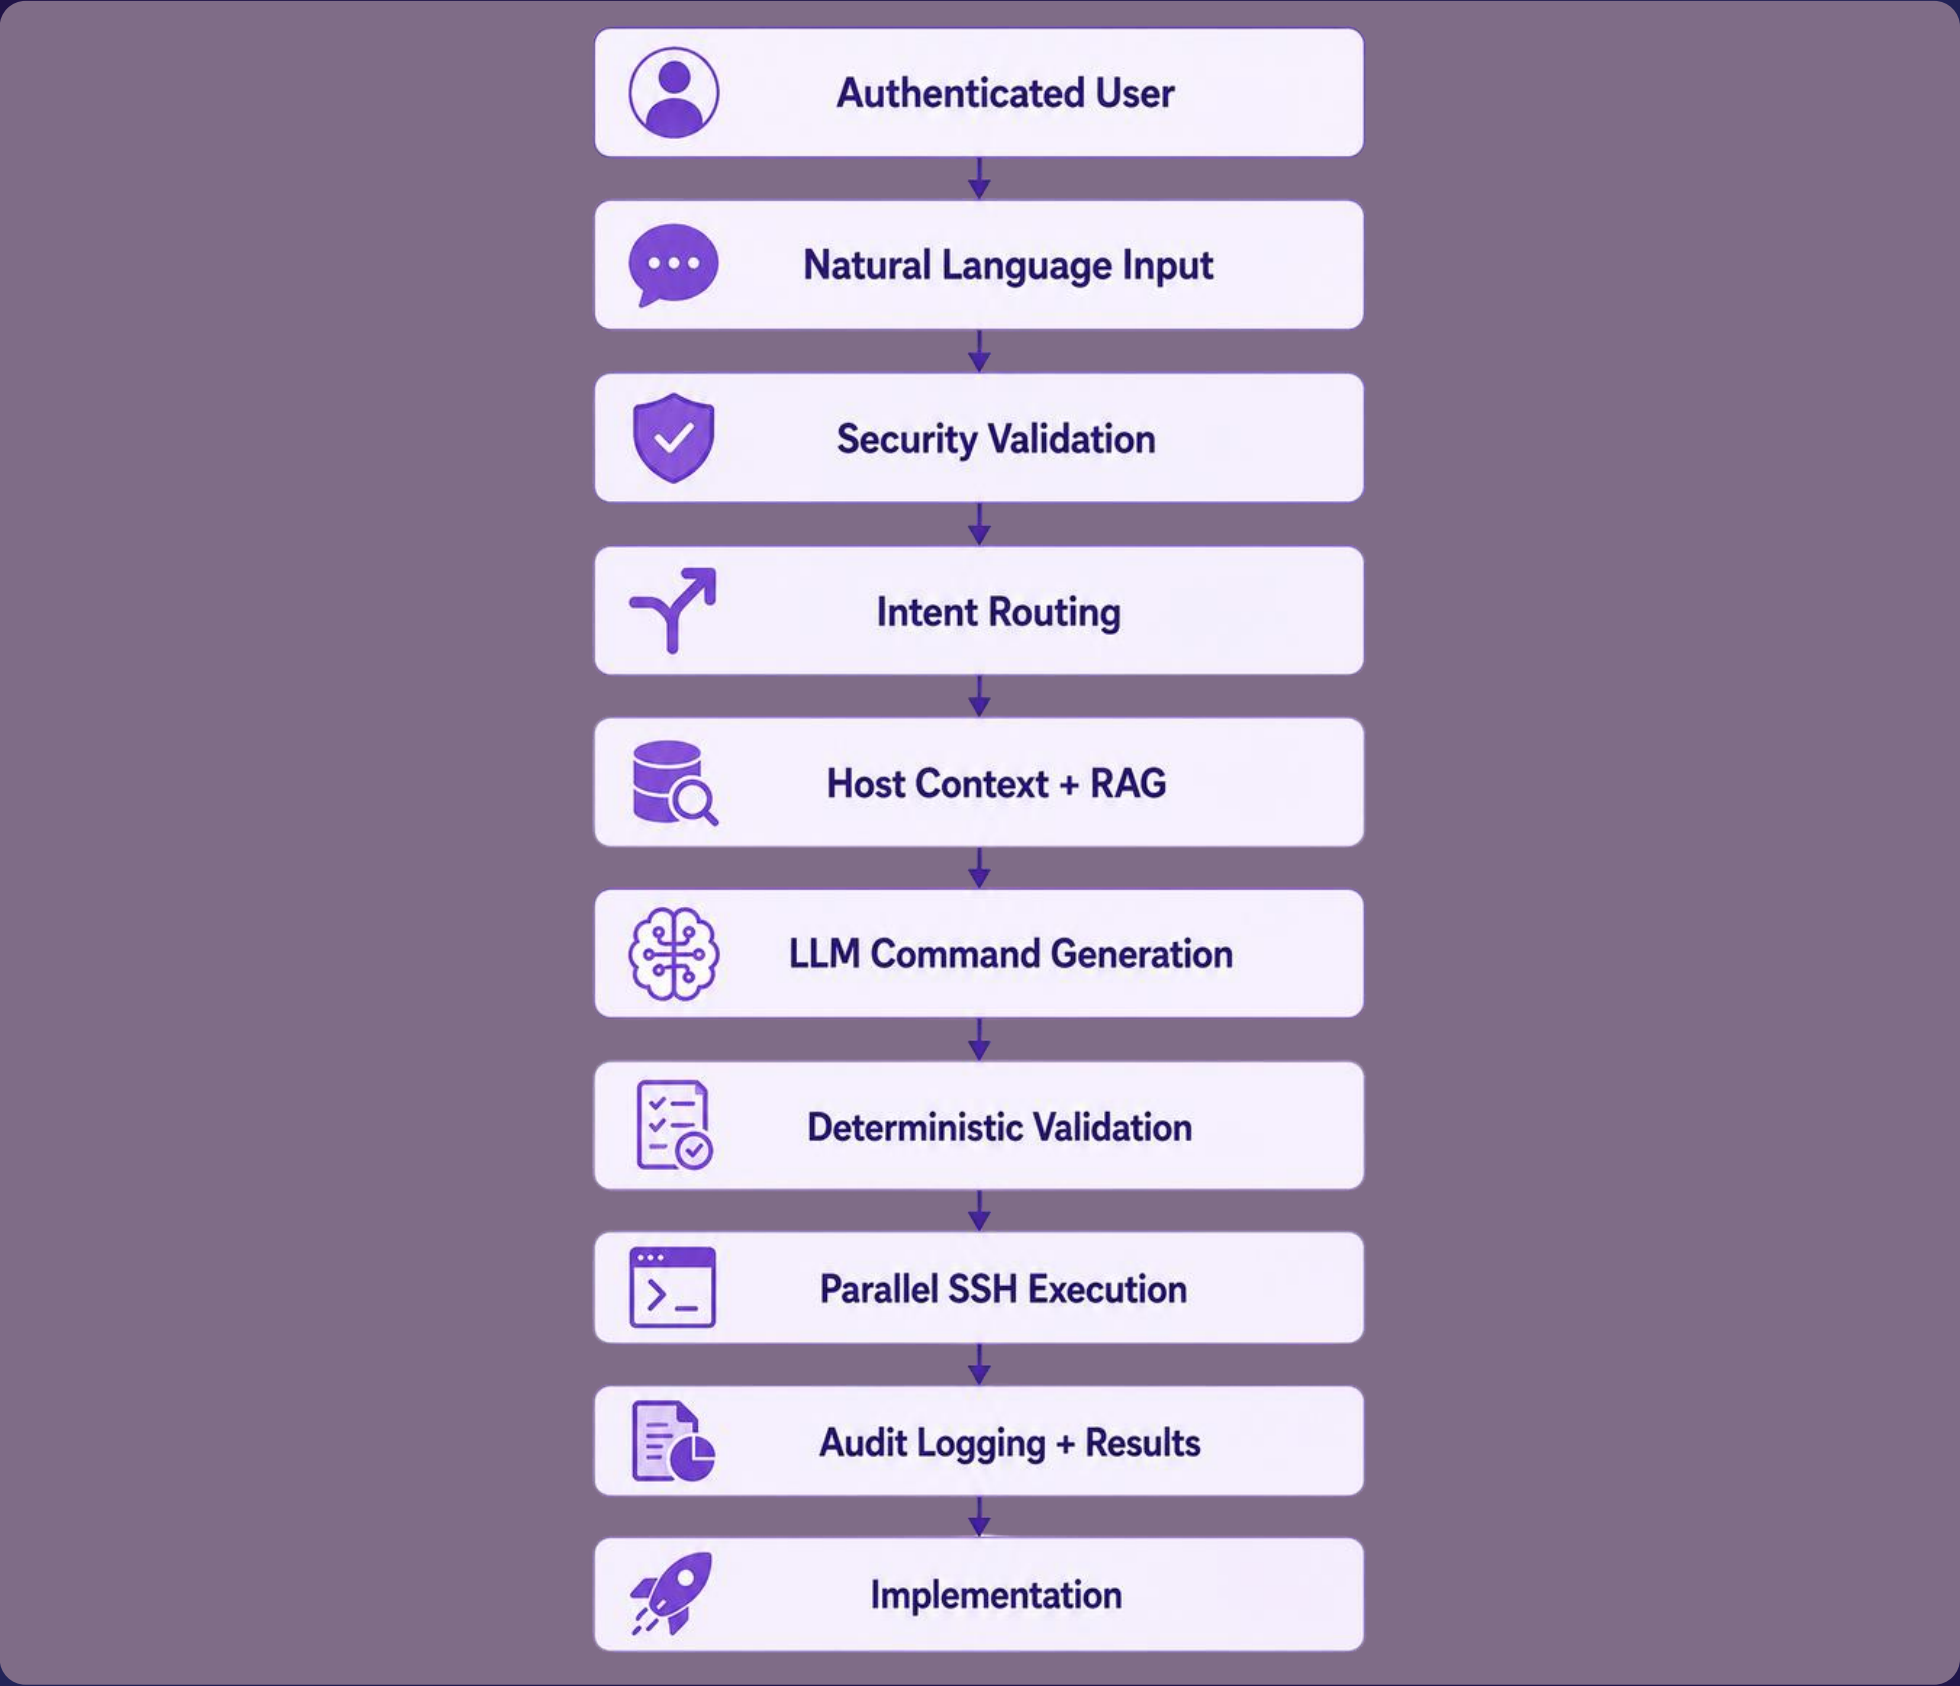 Authenticated User
Natural Language Input
Security Validation
Intent Routing
Host Context + RAG
LLM Command Generation
Deterministic Validation
Parallel SSH Execution
Audit Logging + Results
Implementation